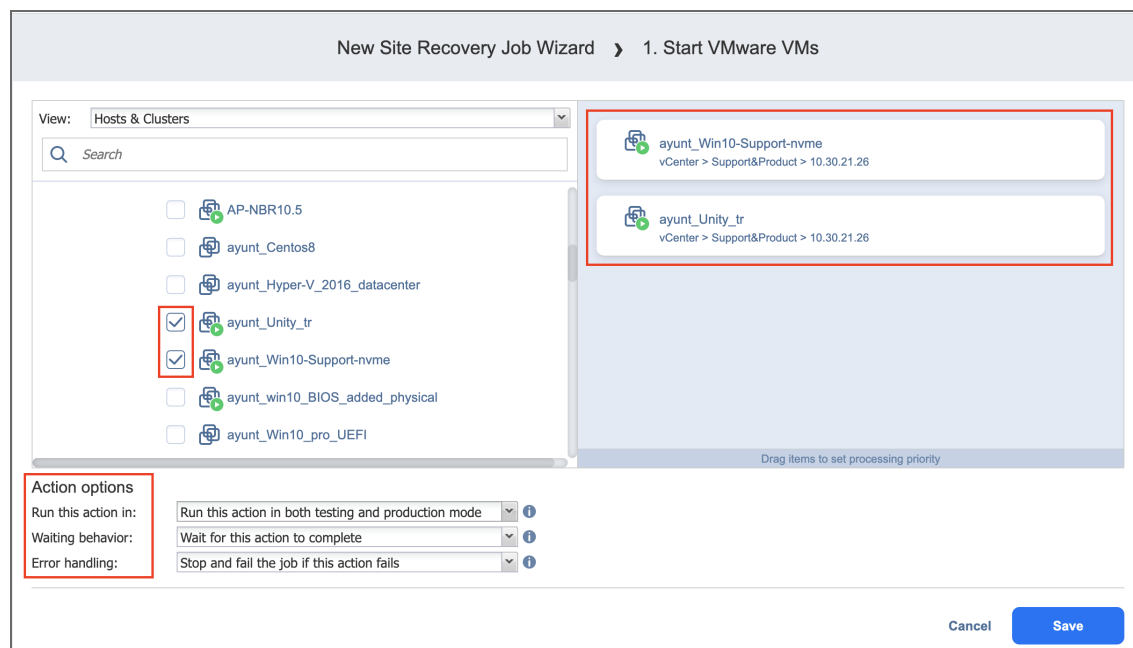 New Site Recovery Job Wizard ❯ 1. Start VMware VMs
View: Hosts & Clusters
Search
AP-NBR10.5
ayunt_Centos8
ayunt_Hyper-V_2016_datacenter
ayunt_Unity_tr
ayunt_Win10-Support-nvme
ayunt_win10_BIOS_added_physical
ayunt_Win10_pro_UEFI
ayunt_Win10-Support-nvme
vCenter > Support&Product > 10.30.21.26
ayunt_Unity_tr
vCenter > Support&Product > 10.30.21.26
Drag items to set processing priority
Action options
Run this action in: Run this action in both testing and production mode
Waiting behavior: Wait for this action to complete
Error handling: Stop and fail the job if this action fails
Cancel Save